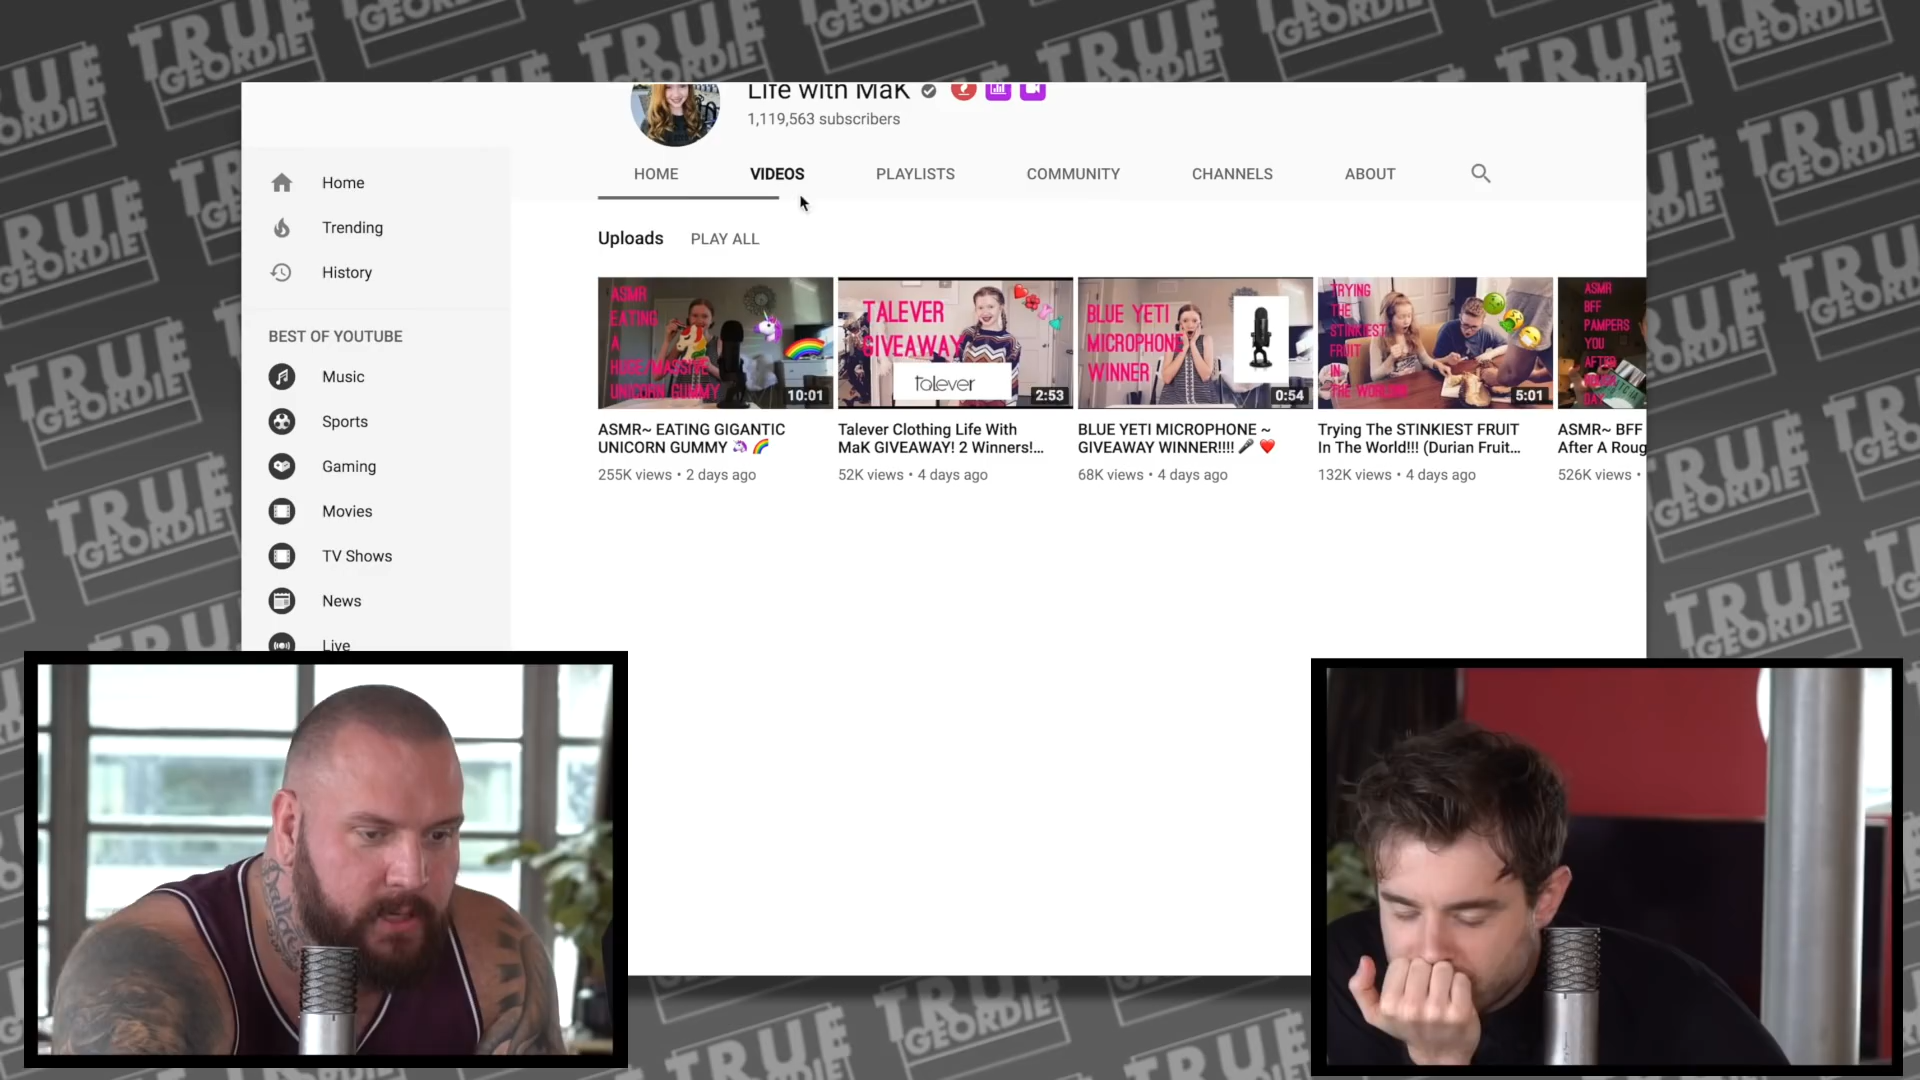 TRUE
GEORDIE
Life with MaK
1,119,563 subscribers
HOME VIDEOS PLAYLISTS COMMUNITY CHANNELS ABOUT
Home
Trending
History
BEST OF YOUTUBE
Music
Sports
Gaming
Movies
TV Shows
News
Live
Uploads PLAY ALL
ASMR
EATING
A
HUGE/MASSIVE
UNICORN GUMMY
10:01
ASMR~ EATING GIGANTIC
UNICORN GUMMY 🦄 🌈
255K views • 2 days ago
TALEVER
GIVEAWAY
talever
2:53
Talever Clothing Life With
MaK GIVEAWAY! 2 Winners!...
52K views • 4 days ago
BLUE YETI
MICROPHONE
WINNER
0:54
BLUE YETI MICROPHONE ~
GIVEAWAY WINNER!!!! 🎤 ❤️
68K views • 4 days ago
TRYING
THE
STINKIEST
FRUIT
IN
THE WORLD!!!
5:01
Trying The STINKIEST FRUIT
In The World!!! (Durian Fruit...
132K views • 4 days ago
ASMR
BFF
PAMPERS
YOU
AFTER
DAY
ASMR~ BFF
After A Roug
526K views •